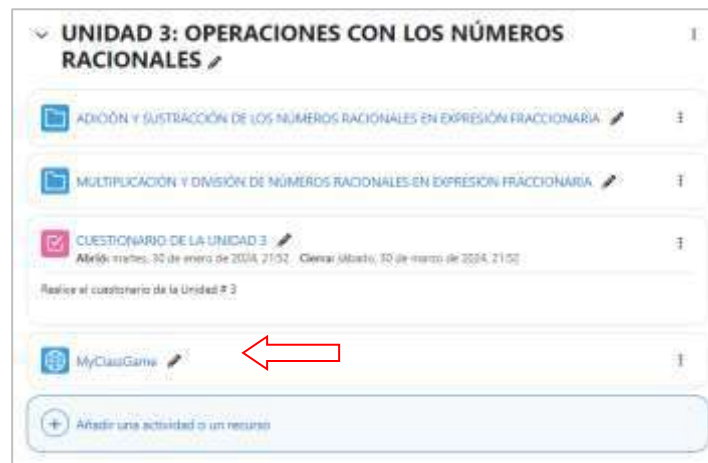 UNIDAD 3: OPERACIONES CON LOS NÚMEROS
RACIONALES
ADICIÓN Y SUSTRACCIÓN DE LOS NÚMEROS RACIONALES EN EXPRESIÓN FRACCIONARIA
MULTIPLICACIÓN Y DIVISIÓN DE NÚMEROS RACIONALES EN EXPRESIÓN FRACCIONARIA
CUESTIONARIO DE LA UNIDAD 3
Abrió: martes, 30 de enero de 2024, 21:52 Cierra: sábado, 30 de marzo de 2024, 21:52
Realice el cuestionario de la Unidad # 3
MyClassGame
Añadir una actividad o un recurso